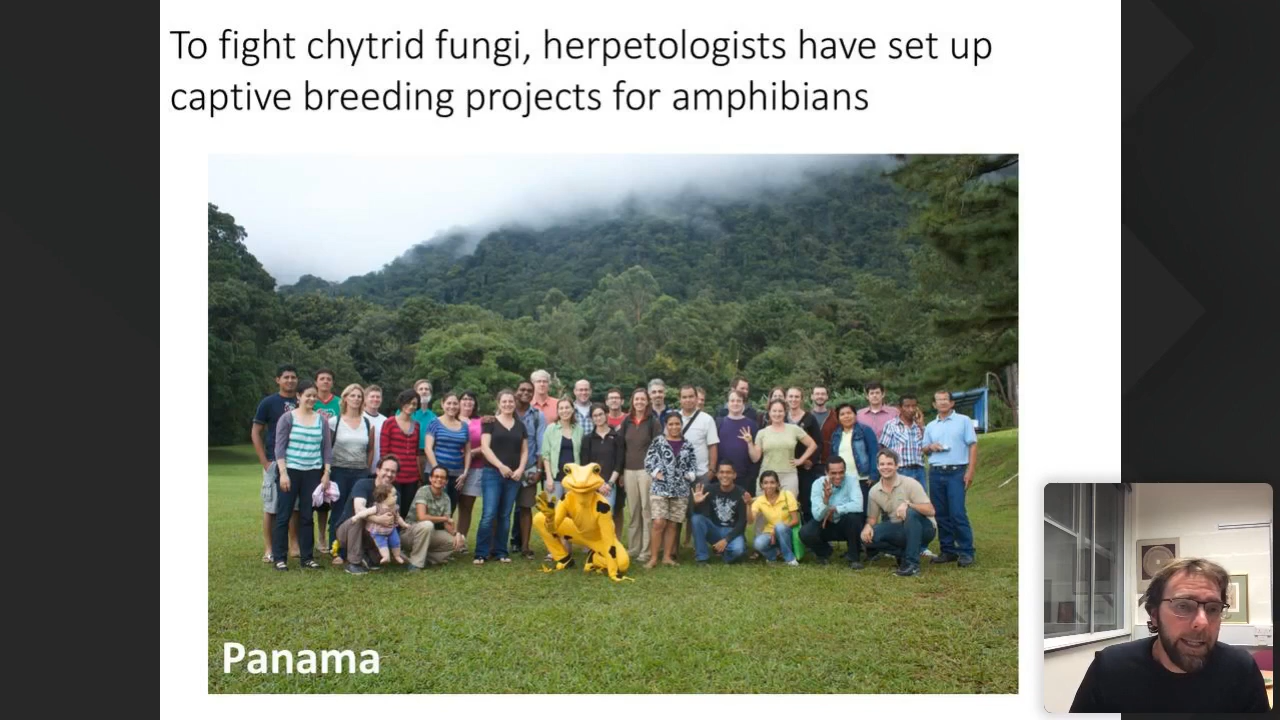 To fight chytrid fungi, herpetologists have set up
captive breeding projects for amphibians
Panama